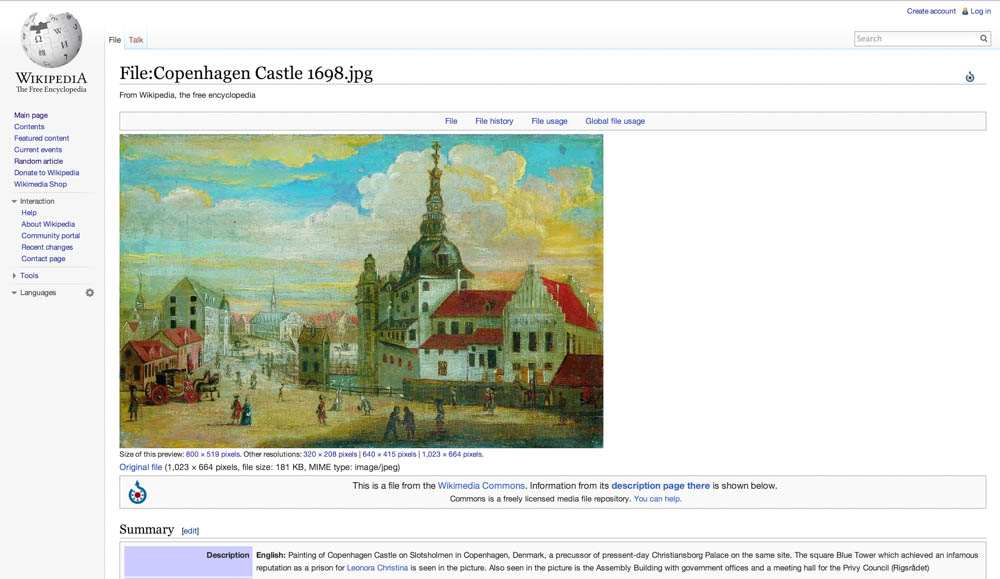 Create account Log in
WIKIPEDIA
The Free Encyclopedia
File Talk
Search
Main page
Contents
Featured content
Current events
Random article
Donate to Wikipedia
Wikimedia Shop
Interaction
Help
About Wikipedia
Community portal
Recent changes
Contact page
Tools
Languages
File:Copenhagen Castle 1698.jpg
From Wikipedia, the free encyclopedia
File File history File usage Global file usage
Size of this preview: 800 × 519 pixels. Other resolutions: 320 × 208 pixels | 640 × 415 pixels | 1,023 × 664 pixels.
Original file (1,023 × 664 pixels, file size: 181 KB, MIME type: image/jpeg)
This is a file from the Wikimedia Commons. Information from its description page there is shown below.
Commons is a freely licensed media file repository. You can help.
Summary [edit]
Description
English: Painting of Copenhagen Castle on Slotsholmen in Copenhagen, Denmark, a precussor of pressent-day Christiansborg Palace on the same site. The square Blue Tower which achieved an infamous
reputation as a prison for Leonora Christina is seen in the picture. Also seen in the picture is the Assembly Building with government offices and a meeting hall for the Privy Council (Rigsrådet)